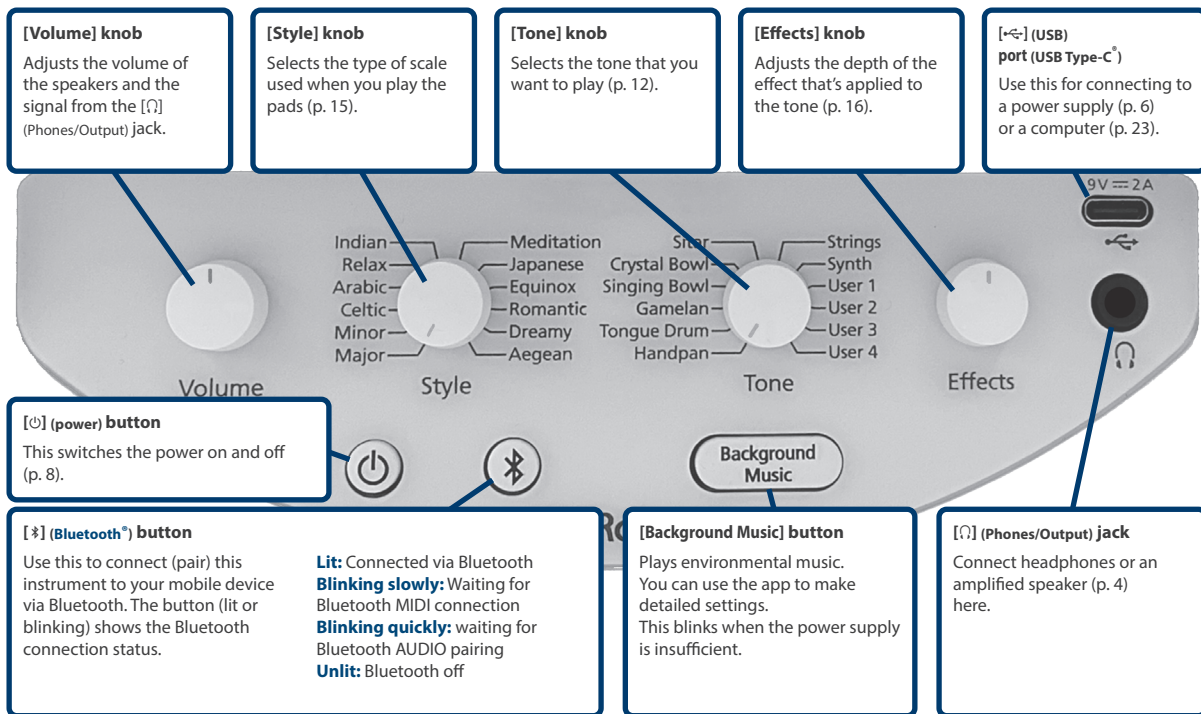 [Volume] knob
Adjusts the volume of
the speakers and the
signal from the [🎧]
(Phones/Output) jack.
[Style] knob
Selects the type of scale
used when you play the
pads (p. 15).
[Tone] knob
Selects the tone that you
want to play (p. 12).
[Effects] knob
Adjusts the depth of the
effect that's applied to
the tone (p. 16).
[USB] (USB)
port (USB Type-C®)
Use this for connecting to
a power supply (p. 6)
or a computer (p. 23).
9V ⎓ 2A
Indian
Relax
Arabic
Celtic
Minor
Major
Meditation
Japanese
Equinox
Romantic
Dreamy
Aegean
Sitar
Crystal Bowl
Singing Bowl
Gamelan
Tongue Drum
Handpan
Strings
Synth
User 1
User 2
User 3
User 4
Volume
Style
Tone
Effects
[⏻] (power) button
This switches the power on and off
(p. 8).
Background
Music
[Bluetooth] (Bluetooth®) button
Use this to connect (pair) this
instrument to your mobile device
via Bluetooth. The button (lit or
blinking) shows the Bluetooth
connection status.
Lit: Connected via Bluetooth
Blinking slowly: Waiting for
Bluetooth MIDI connection
Blinking quickly: waiting for
Bluetooth AUDIO pairing
Unlit: Bluetooth off
[Background Music] button
Plays environmental music.
You can use the app to make
detailed settings.
This blinks when the power supply
is insufficient.
[🎧] (Phones/Output) jack
Connect headphones or an
amplified speaker (p. 4)
here.